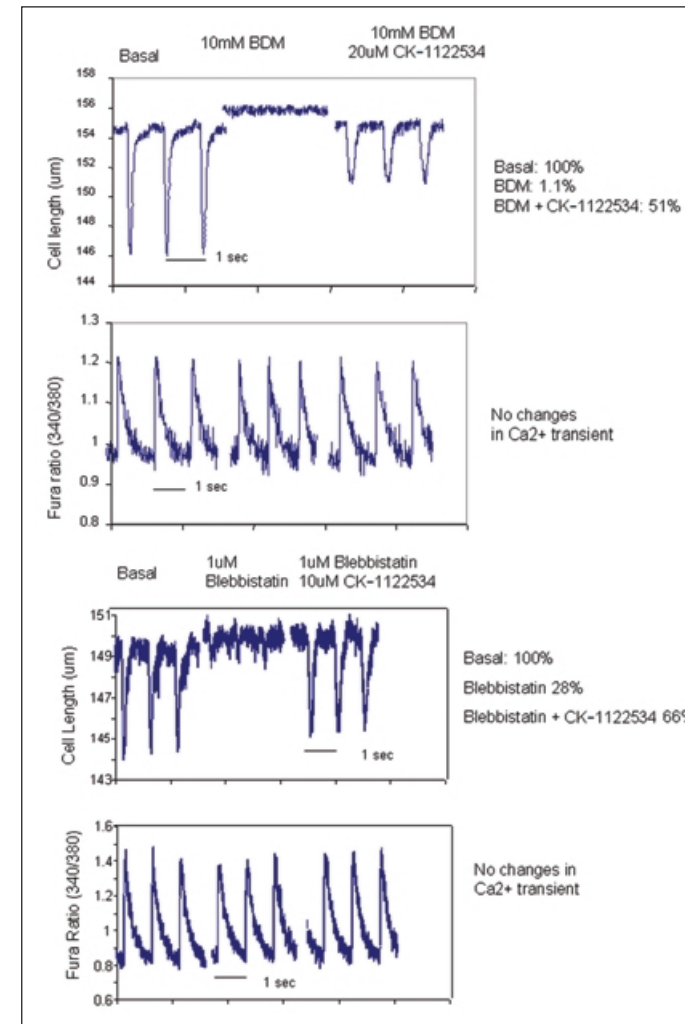 Basal
10mM BDM
10mM BDM
20uM CK-1122534
158
156
154
152
150
148
146
144
Cell length (um)
1 sec
Basal: 100%
BDM: 1.1%
BDM + CK-1122534: 51%
1.3
1.2
1.1
1
0.9
0.8
Fura ratio (340/380)
1 sec
No changes
in Ca2+ transient
Basal
1uM
Blebbistatin
1uM Blebbistatin
10uM CK-1122534
151
149
147
145
143
Cell Length (um)
1 sec
Basal: 100%
Blebbistatin 28%
Blebbistatin + CK-1122534 66%
1.6
1.4
1.2
1
0.8
0.6
Fura Ratio (340/380)
1 sec
No changes in
Ca2+ transient